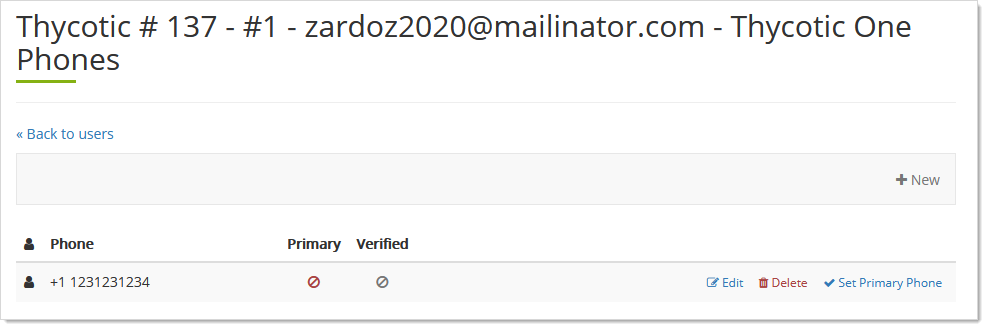 Thycotic # 137 - #1 - zardoz2020@mailinator.com - Thycotic One
Phones
« Back to users
New
Phone Primary Verified
+1 1231231234 Edit Delete Set Primary Phone